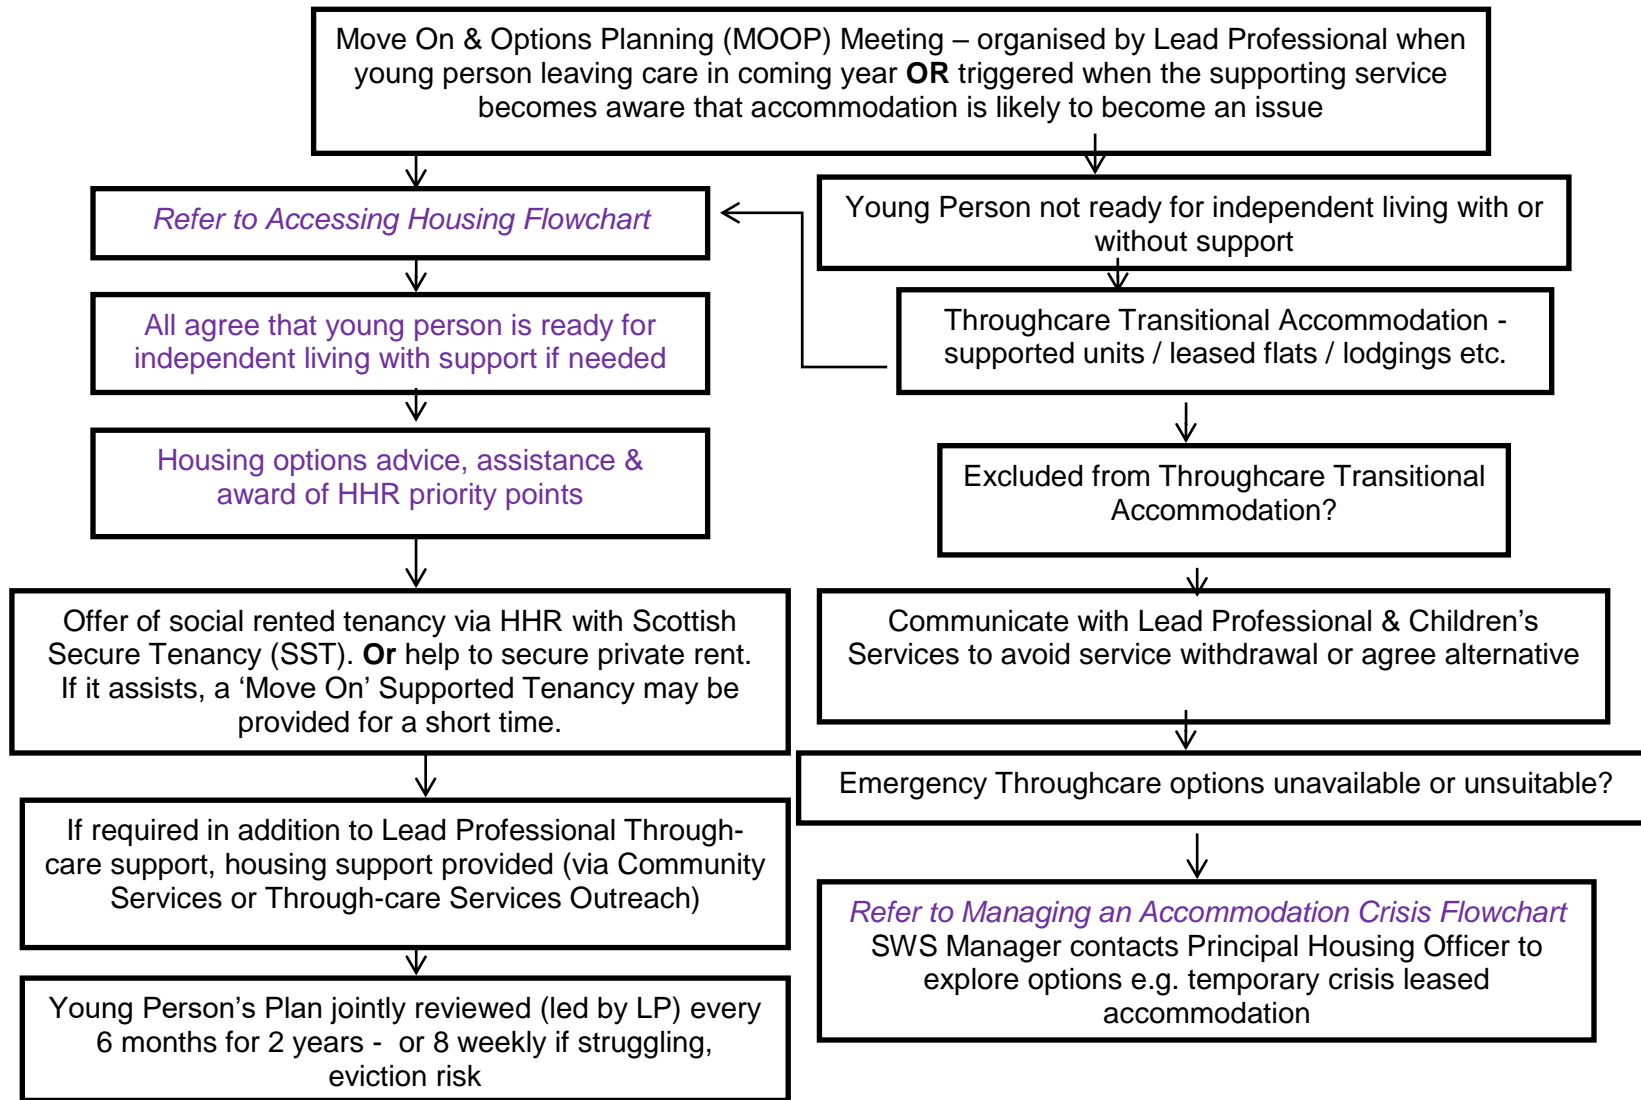 Move On & Options Planning (MOOP) Meeting – organised by Lead Professional when
young person leaving care in coming year OR triggered when the supporting service
becomes aware that accommodation is likely to become an issue
Refer to Accessing Housing Flowchart
All agree that young person is ready for
independent living with support if needed
Housing options advice, assistance &
award of HHR priority points
Offer of social rented tenancy via HHR with Scottish
Secure Tenancy (SST). Or help to secure private rent.
If it assists, a ‘Move On’ Supported Tenancy may be
provided for a short time.
If required in addition to Lead Professional Through-
care support, housing support provided (via Community
Services or Through-care Services Outreach)
Young Person’s Plan jointly reviewed (led by LP) every
6 months for 2 years - or 8 weekly if struggling,
eviction risk
Young Person not ready for independent living with or
without support
Throughcare Transitional Accommodation -
supported units / leased flats / lodgings etc.
Excluded from Throughcare Transitional
Accommodation?
Communicate with Lead Professional & Children’s
Services to avoid service withdrawal or agree alternative
Emergency Throughcare options unavailable or unsuitable?
Refer to Managing an Accommodation Crisis Flowchart
SWS Manager contacts Principal Housing Officer to
explore options e.g. temporary crisis leased
accommodation